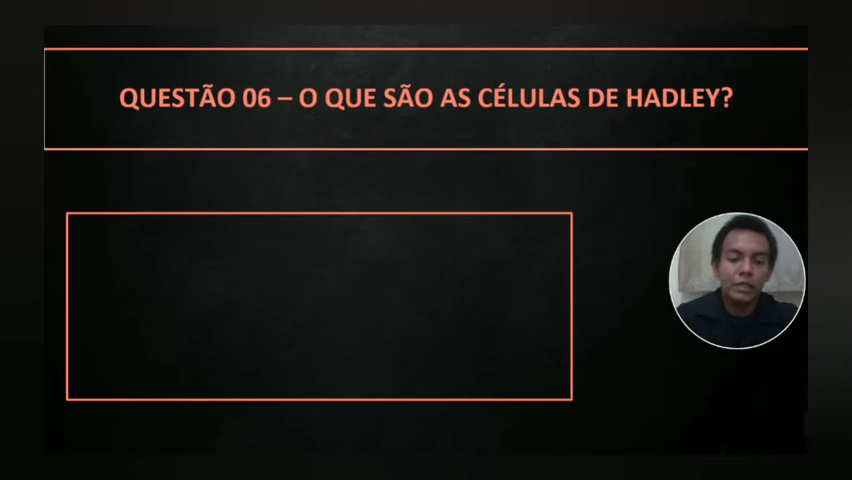 QUESTÃO 06 – O QUE SÃO AS CÉLULAS DE HADLEY?